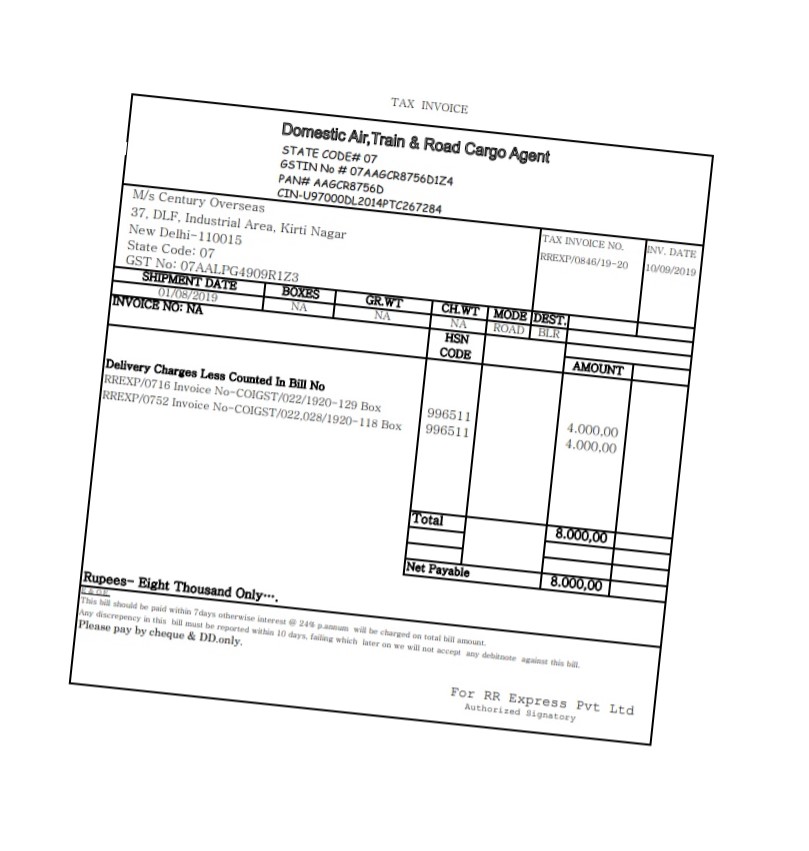 TAX INVOICE
Domestic Air,Train & Road Cargo Agent
STATE CODE# 07
GSTIN No # 07AAGCR8756D1Z4
PAN# AAGCR8756D
CIN-U97000DL2014PTC267284
M/s Century Overseas
37, DLF, Industrial Area, Kirti Nagar
New Delhi-110015
State Code: 07
GST No: 07AALPG4909R1Z3
TAX INVOICE NO. INV. DATE
RREXP/0846/19-20 10/09/2019
SHIPMENT DATE BOXES GR.WT CH.WT MODE DEST.
01/08/2019 NA NA NA ROAD BLR
INVOICE NO: NA
HSN
CODE
AMOUNT
Delivery Charges Less Counted In Bill No
RREXP/0716 Invoice No-COIGST/022/1920-129 Box 996511 4.000,00
RREXP/0752 Invoice No-COIGST/022,028/1920-118 Box 996511 4.000,00
Total 8.000,00
Net Payable 8.000,00
Rupees- Eight Thousand Only....
E.&.O.E.
This bill should be paid within 7days otherwise interest @ 24% p.annum will be charged on total bill amount.
Any discrepency in this bill must be reported within 10 days, failing which later on we will not accept any debitnote against this bill.
Please pay by cheque & DD.only.
For RR Express Pvt Ltd
Authorized Signatory